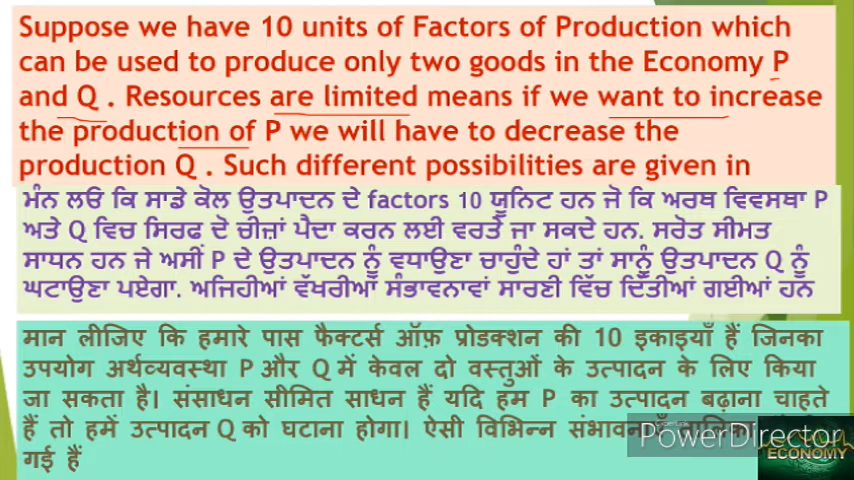 Suppose we have 10 units of Factors of Production which
can be used to produce only two goods in the Economy P
and Q . Resources are limited means if we want to increase
the production of P we will have to decrease the
production Q . Such different possibilities are given in
ਮੰਨ ਲਓ ਕਿ ਸਾਡੇ ਕੋਲ ਉਤਪਾਦਨ ਦੇ factors 10 ਯੂਨਿਟ ਹਨ ਜੋ ਕਿ ਅਰਥ ਵਿਵਸਥਾ P
ਅਤੇ Q ਵਿਚ ਸਿਰਫ ਦੋ ਚੀਜ਼ਾਂ ਪੈਦਾ ਕਰਨ ਲਈ ਵਰਤੇ ਜਾ ਸਕਦੇ ਹਨ. ਸਰੋਤ ਸੀਮਤ
ਸਾਧਨ ਹਨ ਜੇ ਅਸੀਂ P ਦੇ ਉਤਪਾਦਨ ਨੂੰ ਵਧਾਉਣਾ ਚਾਹੁੰਦੇ ਹਾਂ ਤਾਂ ਸਾਨੂੰ ਉਤਪਾਦਨ Q ਨੂੰ
ਘਟਾਉਣਾ ਪਏਗਾ. ਅਜਿਹੀਆਂ ਵੱਖਰੀਆਂ ਸੰਭਾਵਨਾਵਾਂ ਸਾਰਣੀ ਵਿੱਚ ਦਿੱਤੀਆਂ ਗਈਆਂ ਹਨ
मान लीजिए कि हमारे पास फैक्टर्स ऑफ़ प्रोडक्शन की 10 इकाइयाँ हैं जिनका
उपयोग अर्थव्यवस्था P और Q में केवल दो वस्तुओं के उत्पादन के लिए किया
जा सकता है। संसाधन सीमित साधन हैं यदि हम P का उत्पादन बढ़ाना चाहते
हैं तो हमें उत्पादन Q को घटाना होगा। ऐसी विभिन्न
गई हैं
PowerDirector
ECONOMY